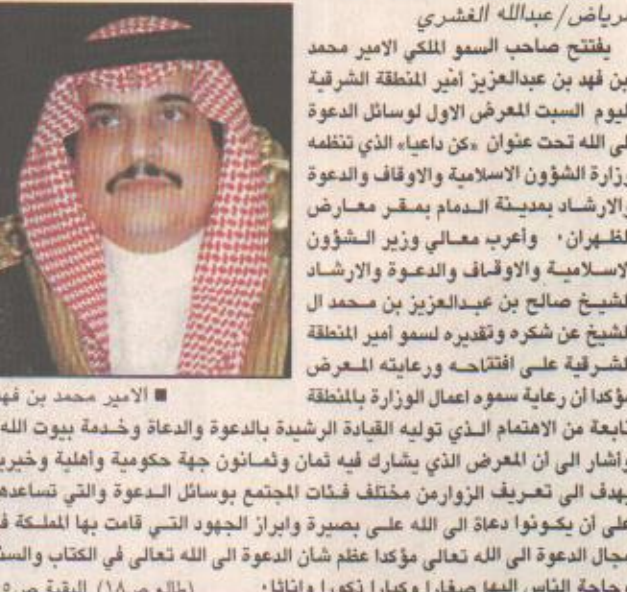 الرياض/عبدالله الغشري
يفتتح صاحب السمو الملكي الامير محمد
بن فهد بن عبدالعزيز أمير المنطقة الشرقية
اليوم السبت المعرض الاول لوسائل الدعوة
الى الله تحت عنوان «كن داعيا» الذي تنظمه
وزارة الشؤون الاسلامية والاوقاف والدعوة
والارشاد بمدينة الدمام بمقر معارض
الظهران. وأعرب معالي وزير الشؤون
الاسلامية والاوقاف والدعوة والارشاد
الشيخ صالح بن عبدالعزيز بن محمد ال
الشيخ عن شكره وتقديره لسمو أمير المنطقة
الشرقية على افتتاحه ورعايته المعرض
مؤكدا أن رعاية سموه اعمال الوزارة بالمنطقة
■ الامير محمد بن فهد
نابعة من الاهتمام الذي توليه القيادة الرشيدة بالدعوة والدعاة وخدمة بيوت الله
وأشار الى أن المعرض الذي يشارك فيه ثمان وثمانون جهة حكومية وأهلية وخيرية
يهدف الى تعريف الزوار من مختلف فئات المجتمع بوسائل الدعوة والتي تساعدهم
على أن يكونوا دعاة الى الله على بصيرة وابراز الجهود التي قامت بها المملكة في
مجال الدعوة الى الله تعالى مؤكدا عظم شأن الدعوة الى الله تعالى في الكتاب والسنة
وحاجة الناس إليها صغارا وكبارا ذكورا واناثا.
(طالع ص١٨) البقية ص٥